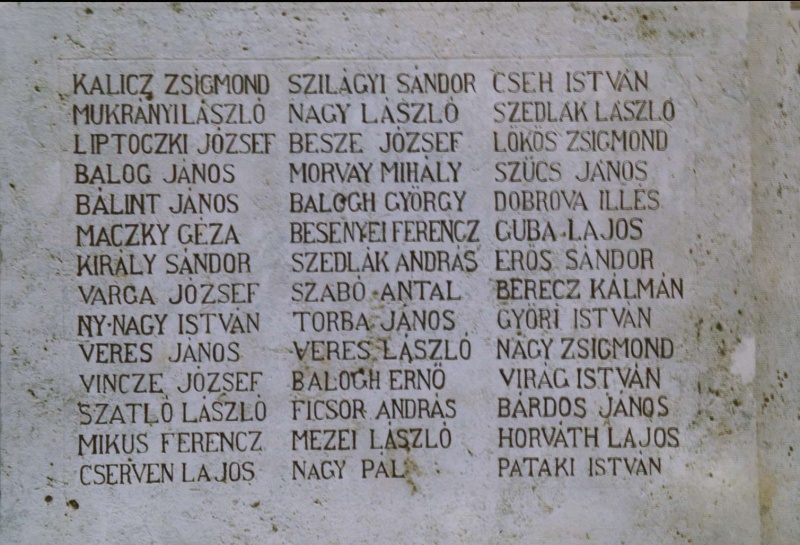 KALICZ ZSIGMOND SZILÁGYI SÁNDOR CSEH ISTVÁN
MUKRÁNYI LÁSZLÓ NAGY LÁSZLÓ SZEDLÁK LÁSZLÓ
LIPTOCZKI JÓZSEF BESZE JÓZSEF LŐKÖS ZSIGMOND
BALOG JÁNOS MORVAY MIHÁLY SZŰCS JÁNOS
BÁLINT JÁNOS BALOGH GYÖRGY DOBROVA ILLÉS
MACZKY GÉZA BESENYEI FERENCZ GUBA LAJOS
KIRÁLY SÁNDOR SZEDLÁK ANDRÁS ERŐS SÁNDOR
VARGA JÓZSEF SZABÓ ANTAL BERECZ KÁLMÁN
NY·NAGY ISTVÁN TORBA JÁNOS GYŐRI ISTVÁN
VERES JÁNOS VERES LÁSZLÓ NAGY ZSIGMOND
VINCZE JÓZSEF BALOGH ERNŐ VIRÁG ISTVÁN
SZATLÓ LÁSZLÓ FICSOR ANDRÁS BÁRDOS JÁNOS
MIKUS FERENCZ MEZEI LÁSZLÓ HORVÁTH LAJOS
CSERVEN LAJOS NAGY PÁL PATAKI ISTVÁN